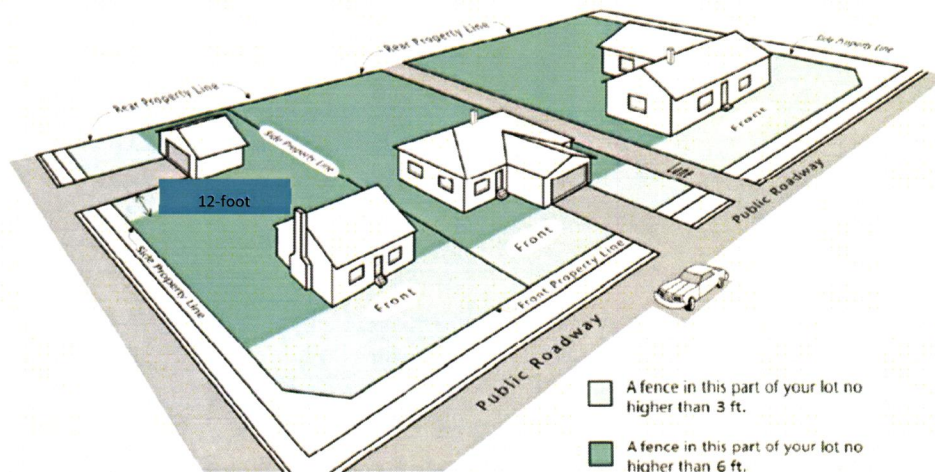 Rear Property Line
Rear Property Line
Side Property Line
Side Property Line
Front
Lane
Public Roadway
12-foot
Side Property Line
Front
Front
Front Property Line
Public Roadway
A fence in this part of your lot no
higher than 3 ft.
A fence in this part of your lot no
higher than 6 ft.